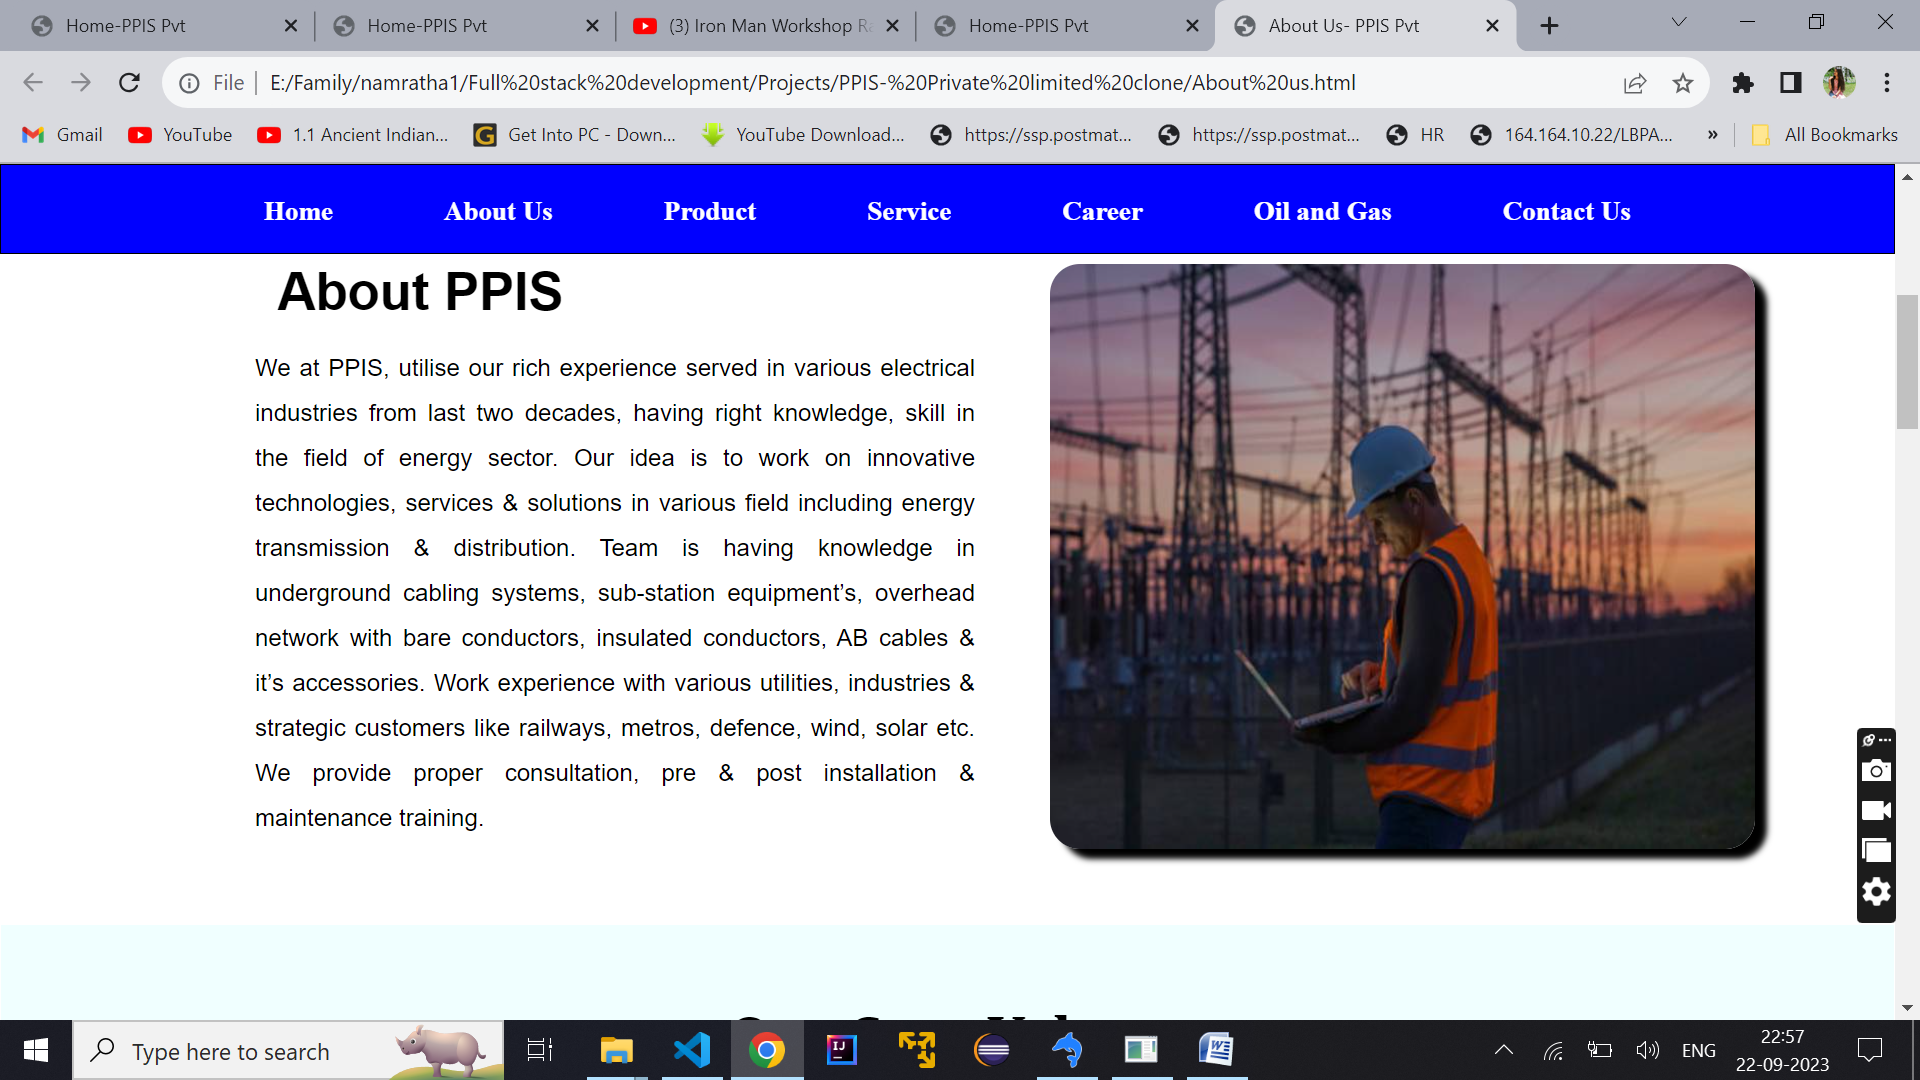 Home-PPIS Pvt
Home-PPIS Pvt
(3) Iron Man Workshop Ra
Home-PPIS Pvt
About Us- PPIS Pvt
File
E:/Family/namratha1/Full%20stack%20development/Projects/PPIS-%20Private%20limited%20clone/About%20us.html
Gmail
YouTube
1.1 Ancient Indian...
Get Into PC - Down...
YouTube Download...
https://ssp.postmat...
https://ssp.postmat...
HR
164.164.10.22/LBPA...
»
All Bookmarks
Home
About Us
Product
Service
Career
Oil and Gas
Contact Us
About PPIS
We at PPIS, utilise our rich experience served in various electrical
industries from last two decades, having right knowledge, skill in
the field of energy sector. Our idea is to work on innovative
technologies, services & solutions in various field including energy
transmission & distribution. Team is having knowledge in
underground cabling systems, sub-station equipment’s, overhead
network with bare conductors, insulated conductors, AB cables &
it’s accessories. Work experience with various utilities, industries &
strategic customers like railways, metros, defence, wind, solar etc.
We provide proper consultation, pre & post installation &
maintenance training.
Type here to search
ENG
22:57
22-09-2023